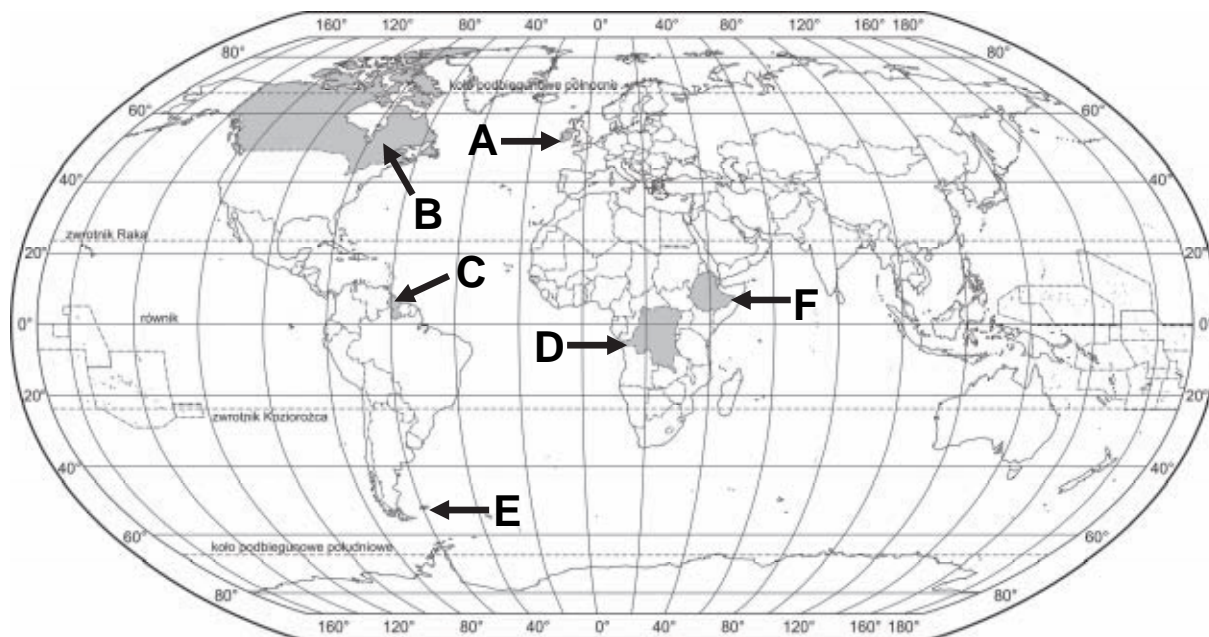 160° 120° 80° 40° 0° 40° 80° 120° 160° 180°
80° 80°
koło podbiegunowe północne
60° 60°
A
40° 40°
B
zwrotnik Raka
20° 20°
C
F
równik
0° 0°
D
20° 20°
zwrotnik Koziorożca
40° 40°
E
60° 60°
koło podbiegunowe południowe
80° 80°
160° 120° 80° 40° 0° 40° 80° 120° 160° 180°